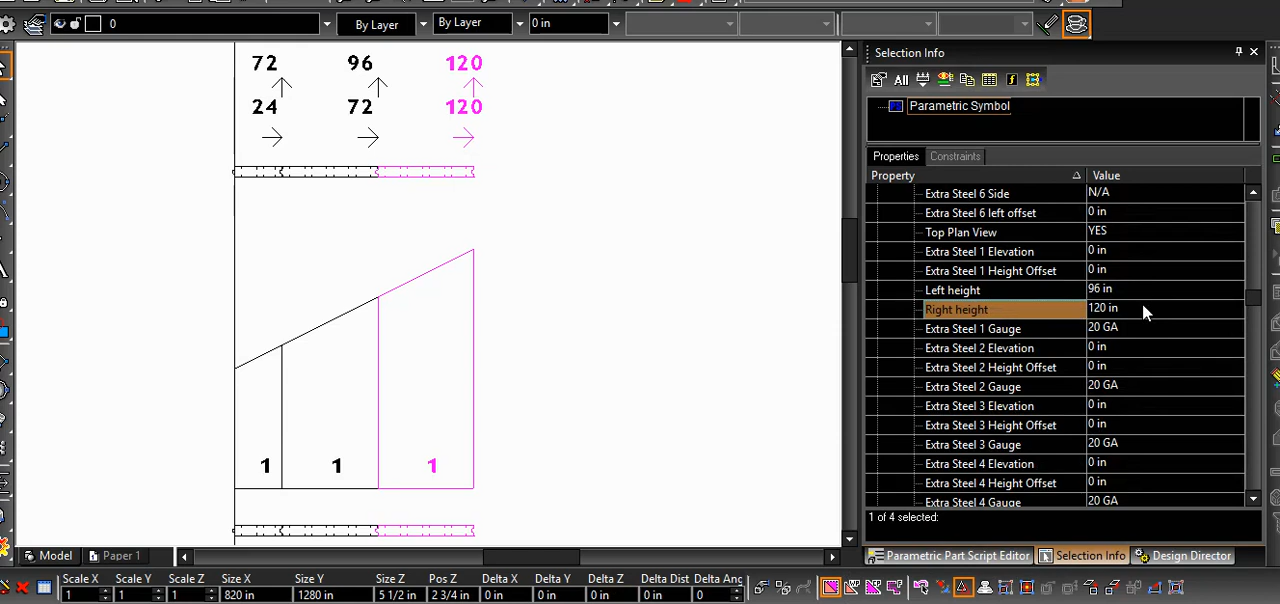 0
By Layer
By Layer
0 in
72 96 120
24 72 120
1 1 1
Selection Info
All
Parametric Symbol
Properties Constraints
Property Value
Extra Steel 6 Side N/A
Extra Steel 6 left offset 0 in
Top Plan View YES
Extra Steel 1 Elevation 0 in
Extra Steel 1 Height Offset 0 in
Left height 96 in
Right height 120 in
Extra Steel 1 Gauge 20 GA
Extra Steel 2 Elevation 0 in
Extra Steel 2 Height Offset 0 in
Extra Steel 2 Gauge 20 GA
Extra Steel 3 Elevation 0 in
Extra Steel 3 Height Offset 0 in
Extra Steel 3 Gauge 20 GA
Extra Steel 4 Elevation 0 in
Extra Steel 4 Height Offset 0 in
Extra Steel 4 Gauge 20 GA
1 of 4 selected:
Model Paper 1
Parametric Part Script Editor Selection Info Design Director
Scale X Scale Y Scale Z Size X Size Y Size Z Pos Z Delta X Delta Y Delta Z Delta Dist Delta Ang
1 1 1 820 in 1280 in 5 1/2 in 2 3/4 in 0 in 0 in 0 in 0 in 0